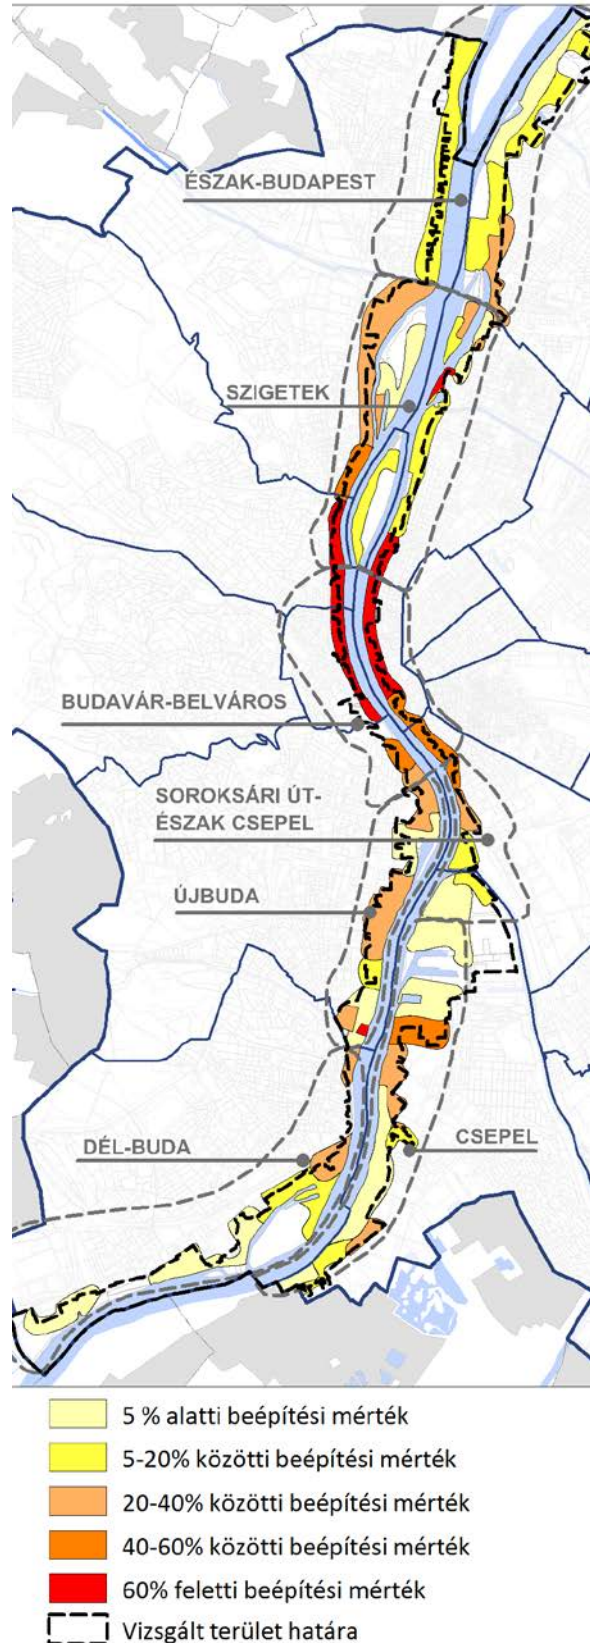 ÉSZAK-BUDAPEST
SZIGETEK
BUDAVÁR-BELVÁROS
SOROKSÁRI ÚT-
ÉSZAK CSEPEL
ÚJBUDA
DÉL-BUDA
CSEPEL
5 % alatti beépítési mérték
5-20% közötti beépítési mérték
20-40% közötti beépítési mérték
40-60% közötti beépítési mérték
60% feletti beépítési mérték
Vizsgált terület határa